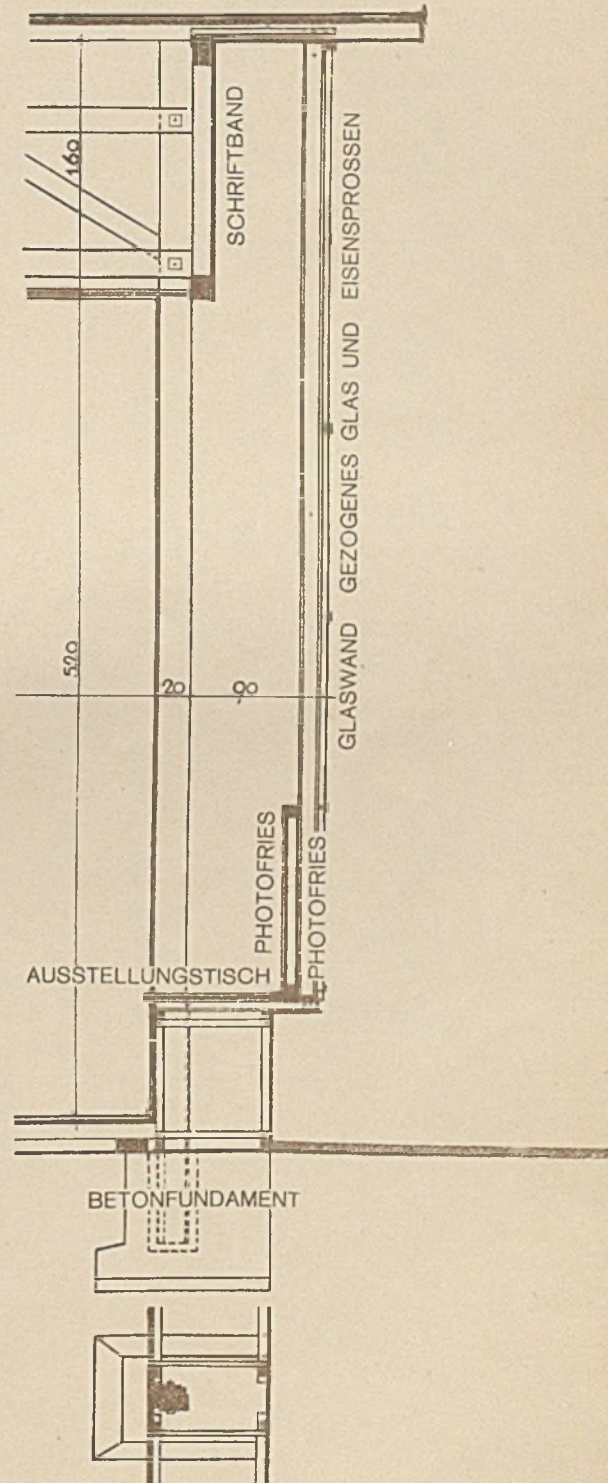 SCHRIFTBAND
GLASWAND GEZOGENES GLAS UND EISENSPROSSEN
160
520
20
90
PHOTOFRIES
PHOTOFRIES
AUSSTELLUNGSTISCH
BETONFUNDAMENT